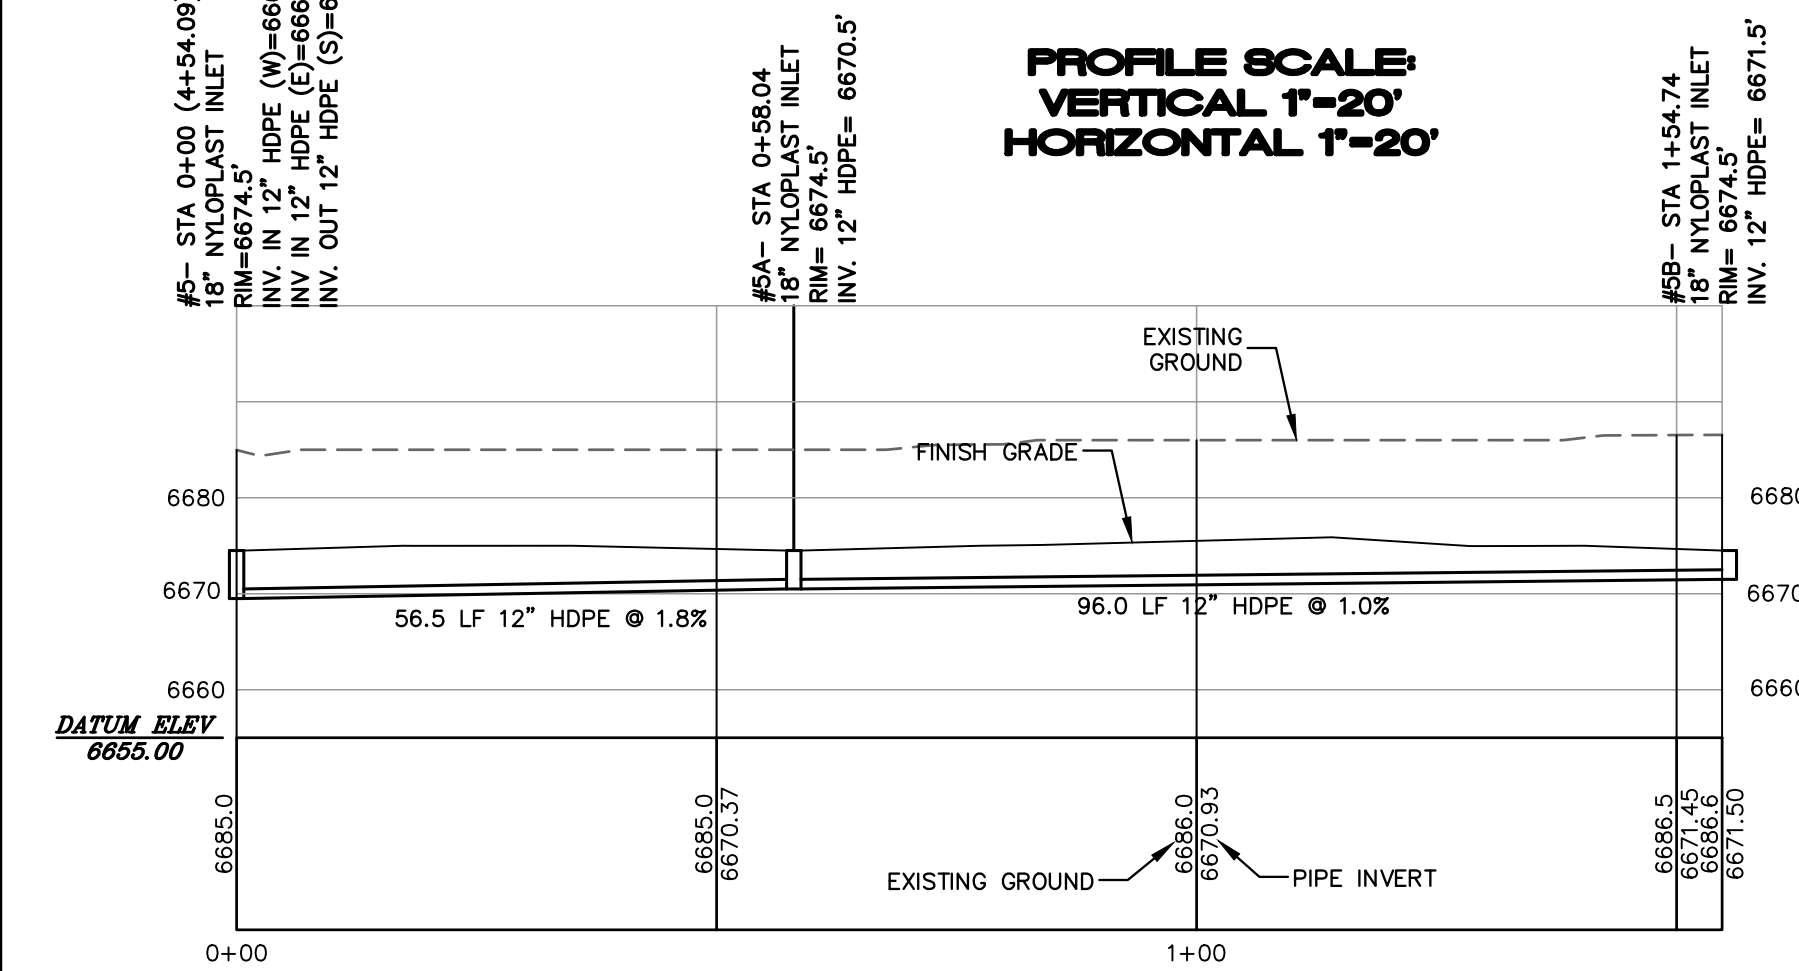 #5– STA 0+00 (4+54.09)
18" NYLOPLAST INLET
RIM=6674.5'
INV. IN 12" HDPE
INV IN 12" HDPE
INV. OUT 12" HDPE
#5A– STA 0+58.04
18" NYLOPLAST INLET
RIM= 6674.5'
INV. 12" HDPE= 6670.5'
PROFILE SCALE:
VERTICAL 1"=20'
HORIZONTAL 1"=20'
#5B– STA 1+54.74
18" NYLOPLAST INLET
RIM= 6674.5'
INV. 12" HDPE= 6671.5'
EXISTING
GROUND
FINISH GRADE
6680
6680
6670
6670
56.5 LF 12" HDPE @ 1.8%
96.0 LF 12" HDPE @ 1.0%
6660
6660
DATUM ELEV
6655.00
6685.0
6685.0
6670.37
6686.0
6670.93
6686.5
6671.45
6686.6
6671.50
EXISTING GROUND
PIPE INVERT
0+00
1+00